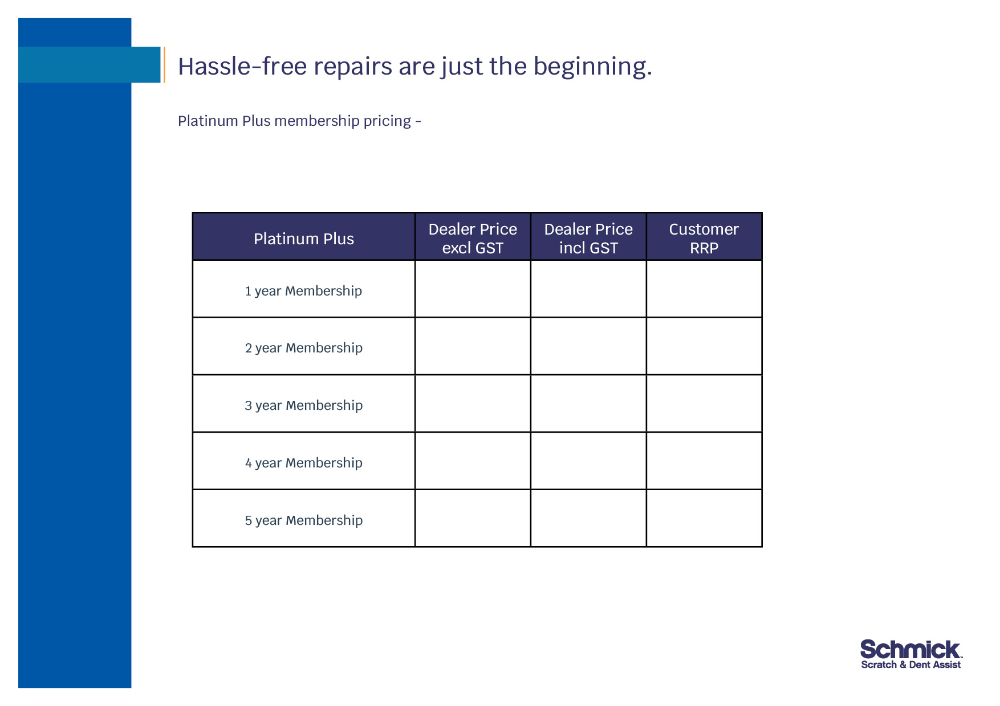 Hassle-free repairs are just the beginning.
Platinum Plus membership pricing -
Platinum Plus
Dealer Price
excl GST
Dealer Price
incl GST
Customer
RRP
1 year Membership
2 year Membership
3 year Membership
4 year Membership
5 year Membership
Schmick™
Scratch & Dent Assist